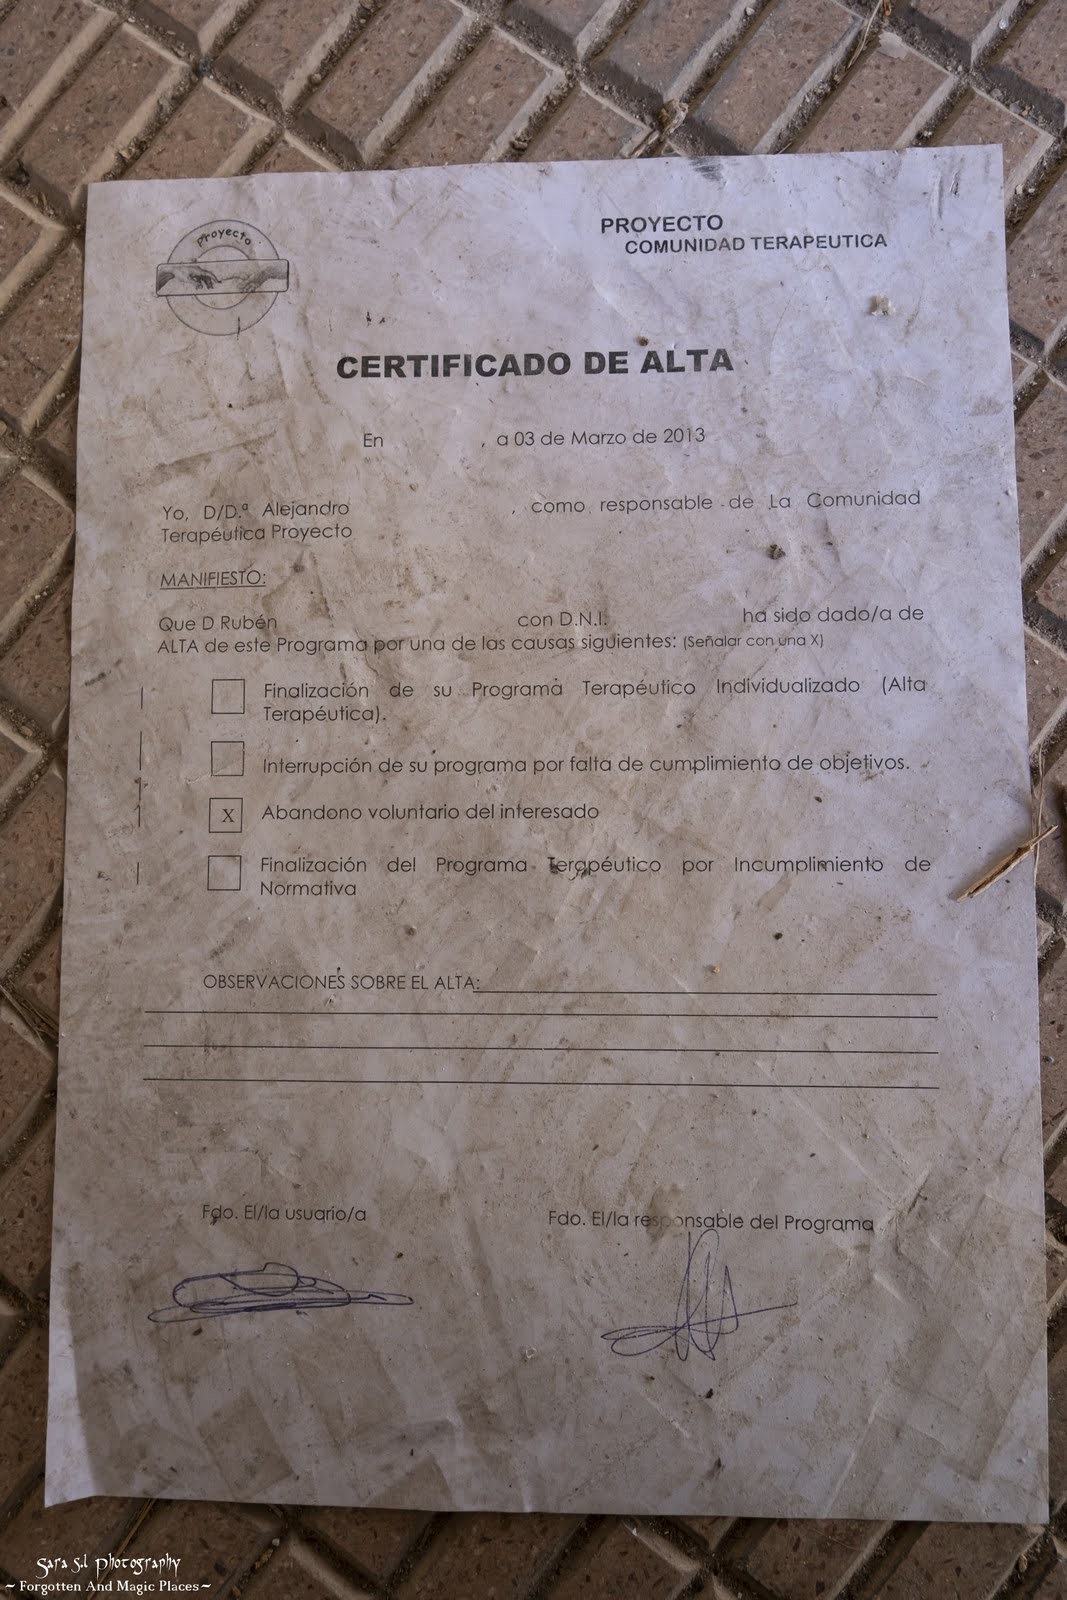 proyecto
PROYECTO
COMUNIDAD TERAPEUTICA
CERTIFICADO DE ALTA
En , a 03 de Marzo de 2013
Yo, D/D.ª Alejandro , como responsable de La Comunidad
Terapéutica Proyecto
MANIFIESTO:
Que D Rubén con D.N.I. ha sido dado/a de
ALTA de este Programa por una de las causas siguientes: (Señalar con una X)
Finalización de su Programa Terapéutico Individualizado (Alta
Terapéutica).
Interrupción de su programa por falta de cumplimiento de objetivos.
X Abandono voluntario del interesado
Finalización del Programa Terapéutico por Incumplimiento de
Normativa
OBSERVACIONES SOBRE EL ALTA:
Fdo. El/la usuario/a Fdo. El/la responsable del Programa
Sara S.L Photography
~ Forgotten And Magic Places ~